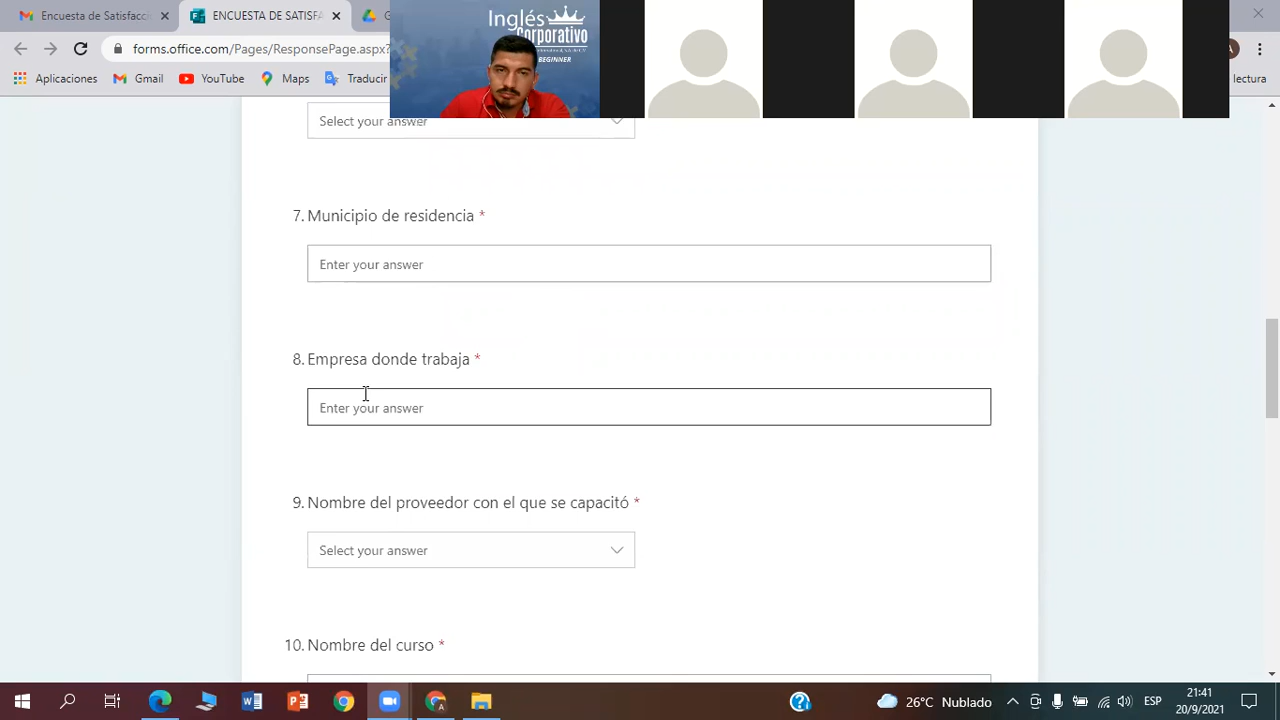 Encuesta de Satisfacc
ENCUESTA DE SATISFA
G
forms.office.com/Pages/ResponsePage.aspx?
Aplicaciones
Gmail
YouTube
Maps
Traducir
lectura
Inglés
Corporativo
BEGINNER
Select your answer
7. Municipio de residencia *
Enter your answer
8. Empresa donde trabaja *
Enter your answer
9. Nombre del proveedor con el que se capacitó *
Select your answer
10. Nombre del curso *
26°C Nublado
ESP
21:41
20/9/2021